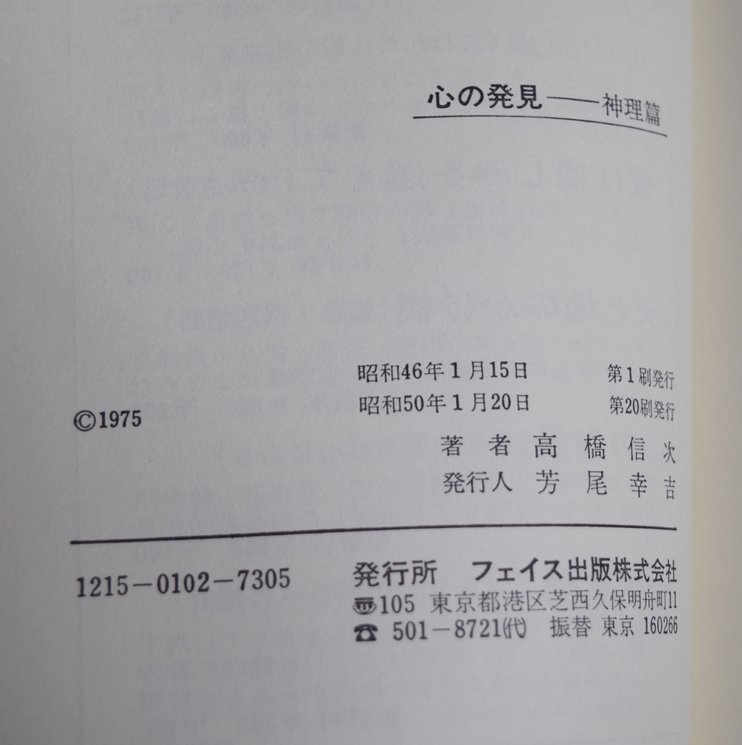 心の発見――神理篇
昭和46年1月15日　第1刷発行
昭和50年1月20日　第20刷発行
©1975
著者 高橋信次
発行人 芳尾幸吉
1215-0102-7305
発行所　フェイス出版株式会社
〠105 東京都港区芝西久保明舟町11
☎ 501-8721㈹　振替 東京 160266